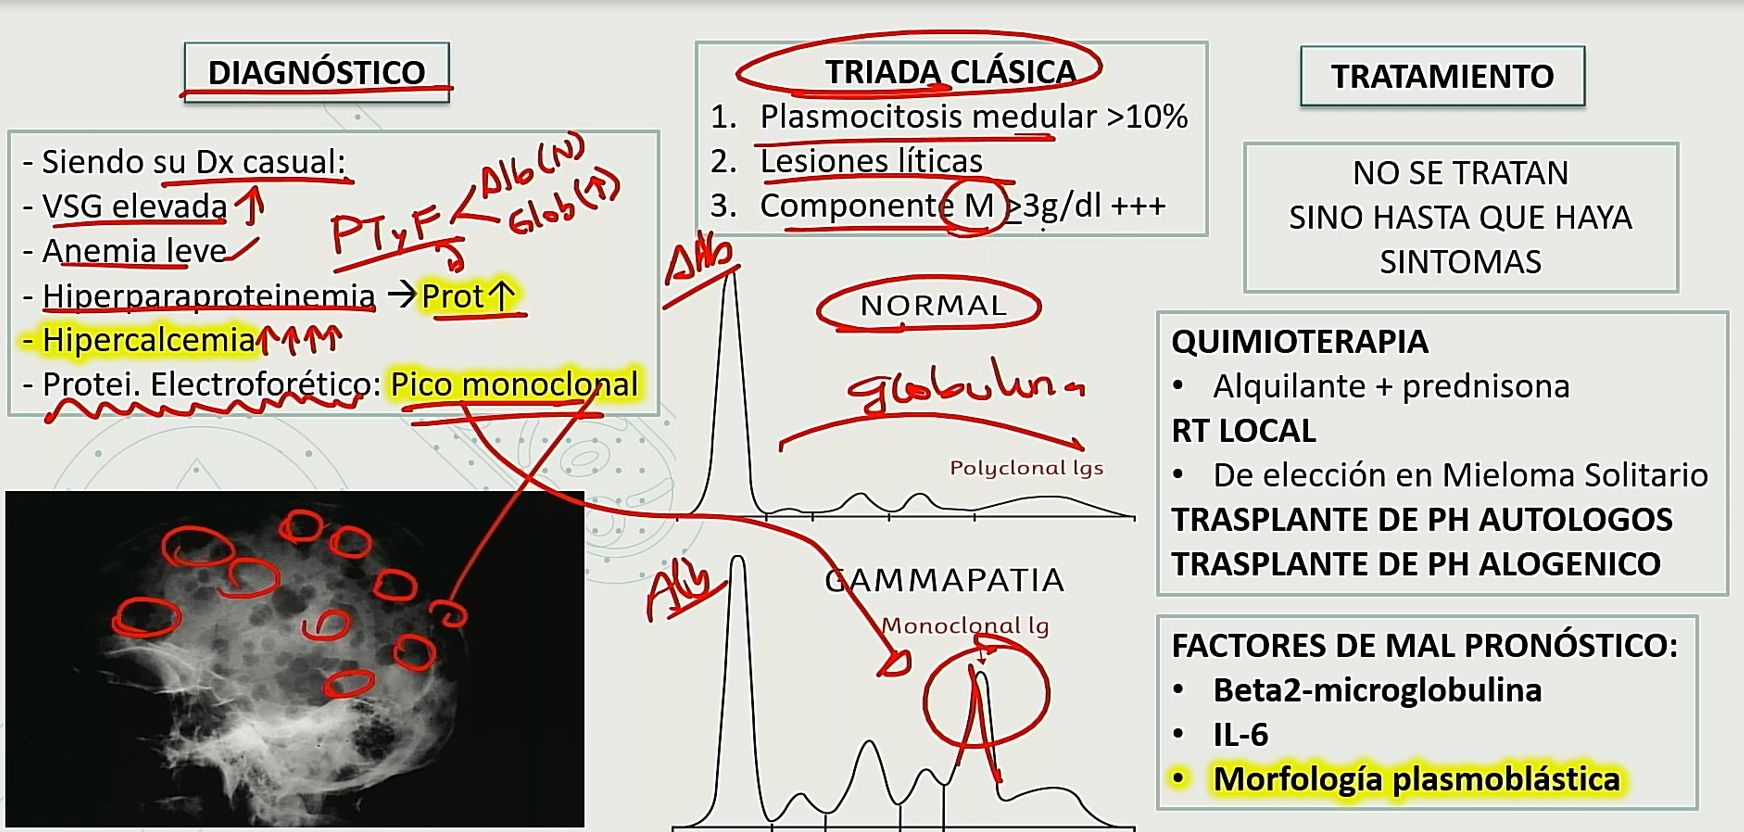 DIAGNÓSTICO
- Siendo su Dx casual:
- VSG elevada ↑
- Anemia leve
- Hiperparaproteinemia → Prot↑
- Hipercalcemia↑↑↑↑
- Protei. Electroforético: Pico monoclonal
PTyF
Alb(N)
Glob(↑)
TRIADA CLÁSICA
1. Plasmocitosis medular >10%
2. Lesiones líticas
3. Componente M >3g/dl +++
Alb
NORMAL
globulina
Polyclonal lgs
Alb
GAMMAPATIA
Monoclonal lg
TRATAMIENTO
NO SE TRATAN
SINO HASTA QUE HAYA
SINTOMAS
QUIMIOTERAPIA
• Alquilante + prednisona
RT LOCAL
• De elección en Mieloma Solitario
TRASPLANTE DE PH AUTOLOGOS
TRASPLANTE DE PH ALOGENICO
FACTORES DE MAL PRONÓSTICO:
• Beta2-microglobulina
• IL-6
• Morfología plasmoblástica